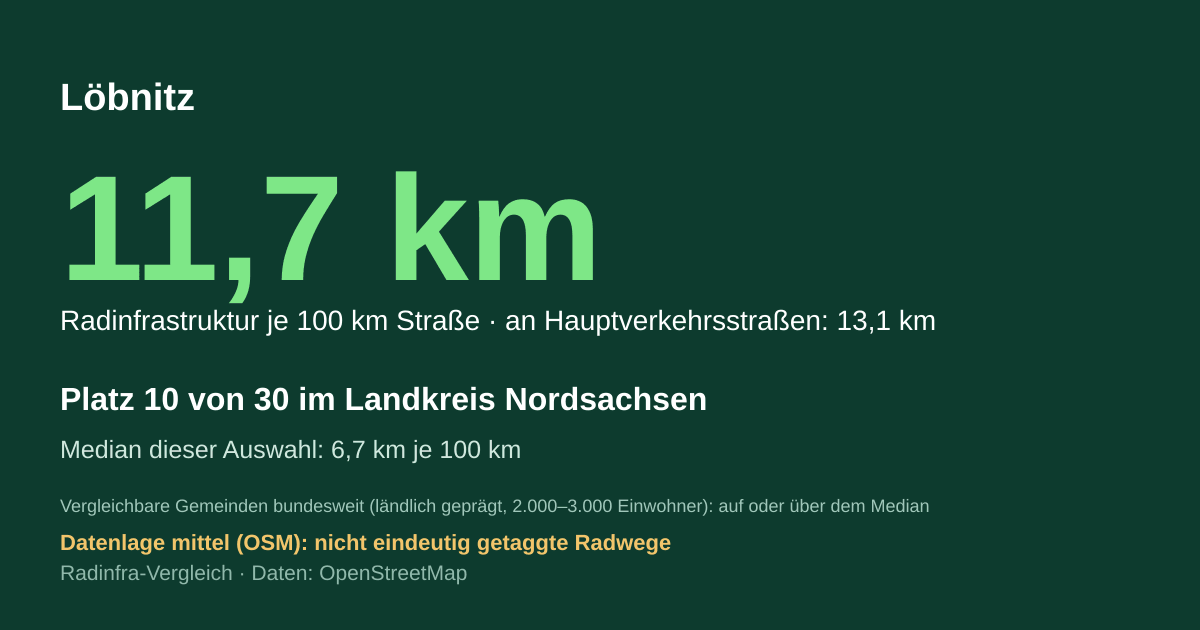 Löbnitz
11,7 km
Radinfrastruktur je 100 km Straße · an Hauptverkehrsstraßen: 13,1 km
Platz 10 von 30 im Landkreis Nordsachsen
Median dieser Auswahl: 6,7 km je 100 km
Vergleichbare Gemeinden bundesweit (ländlich geprägt, 2.000–3.000 Einwohner): auf oder über dem Median
Datenlage mittel (OSM): nicht eindeutig getaggte Radwege
Radinfra-Vergleich · Daten: OpenStreetMap